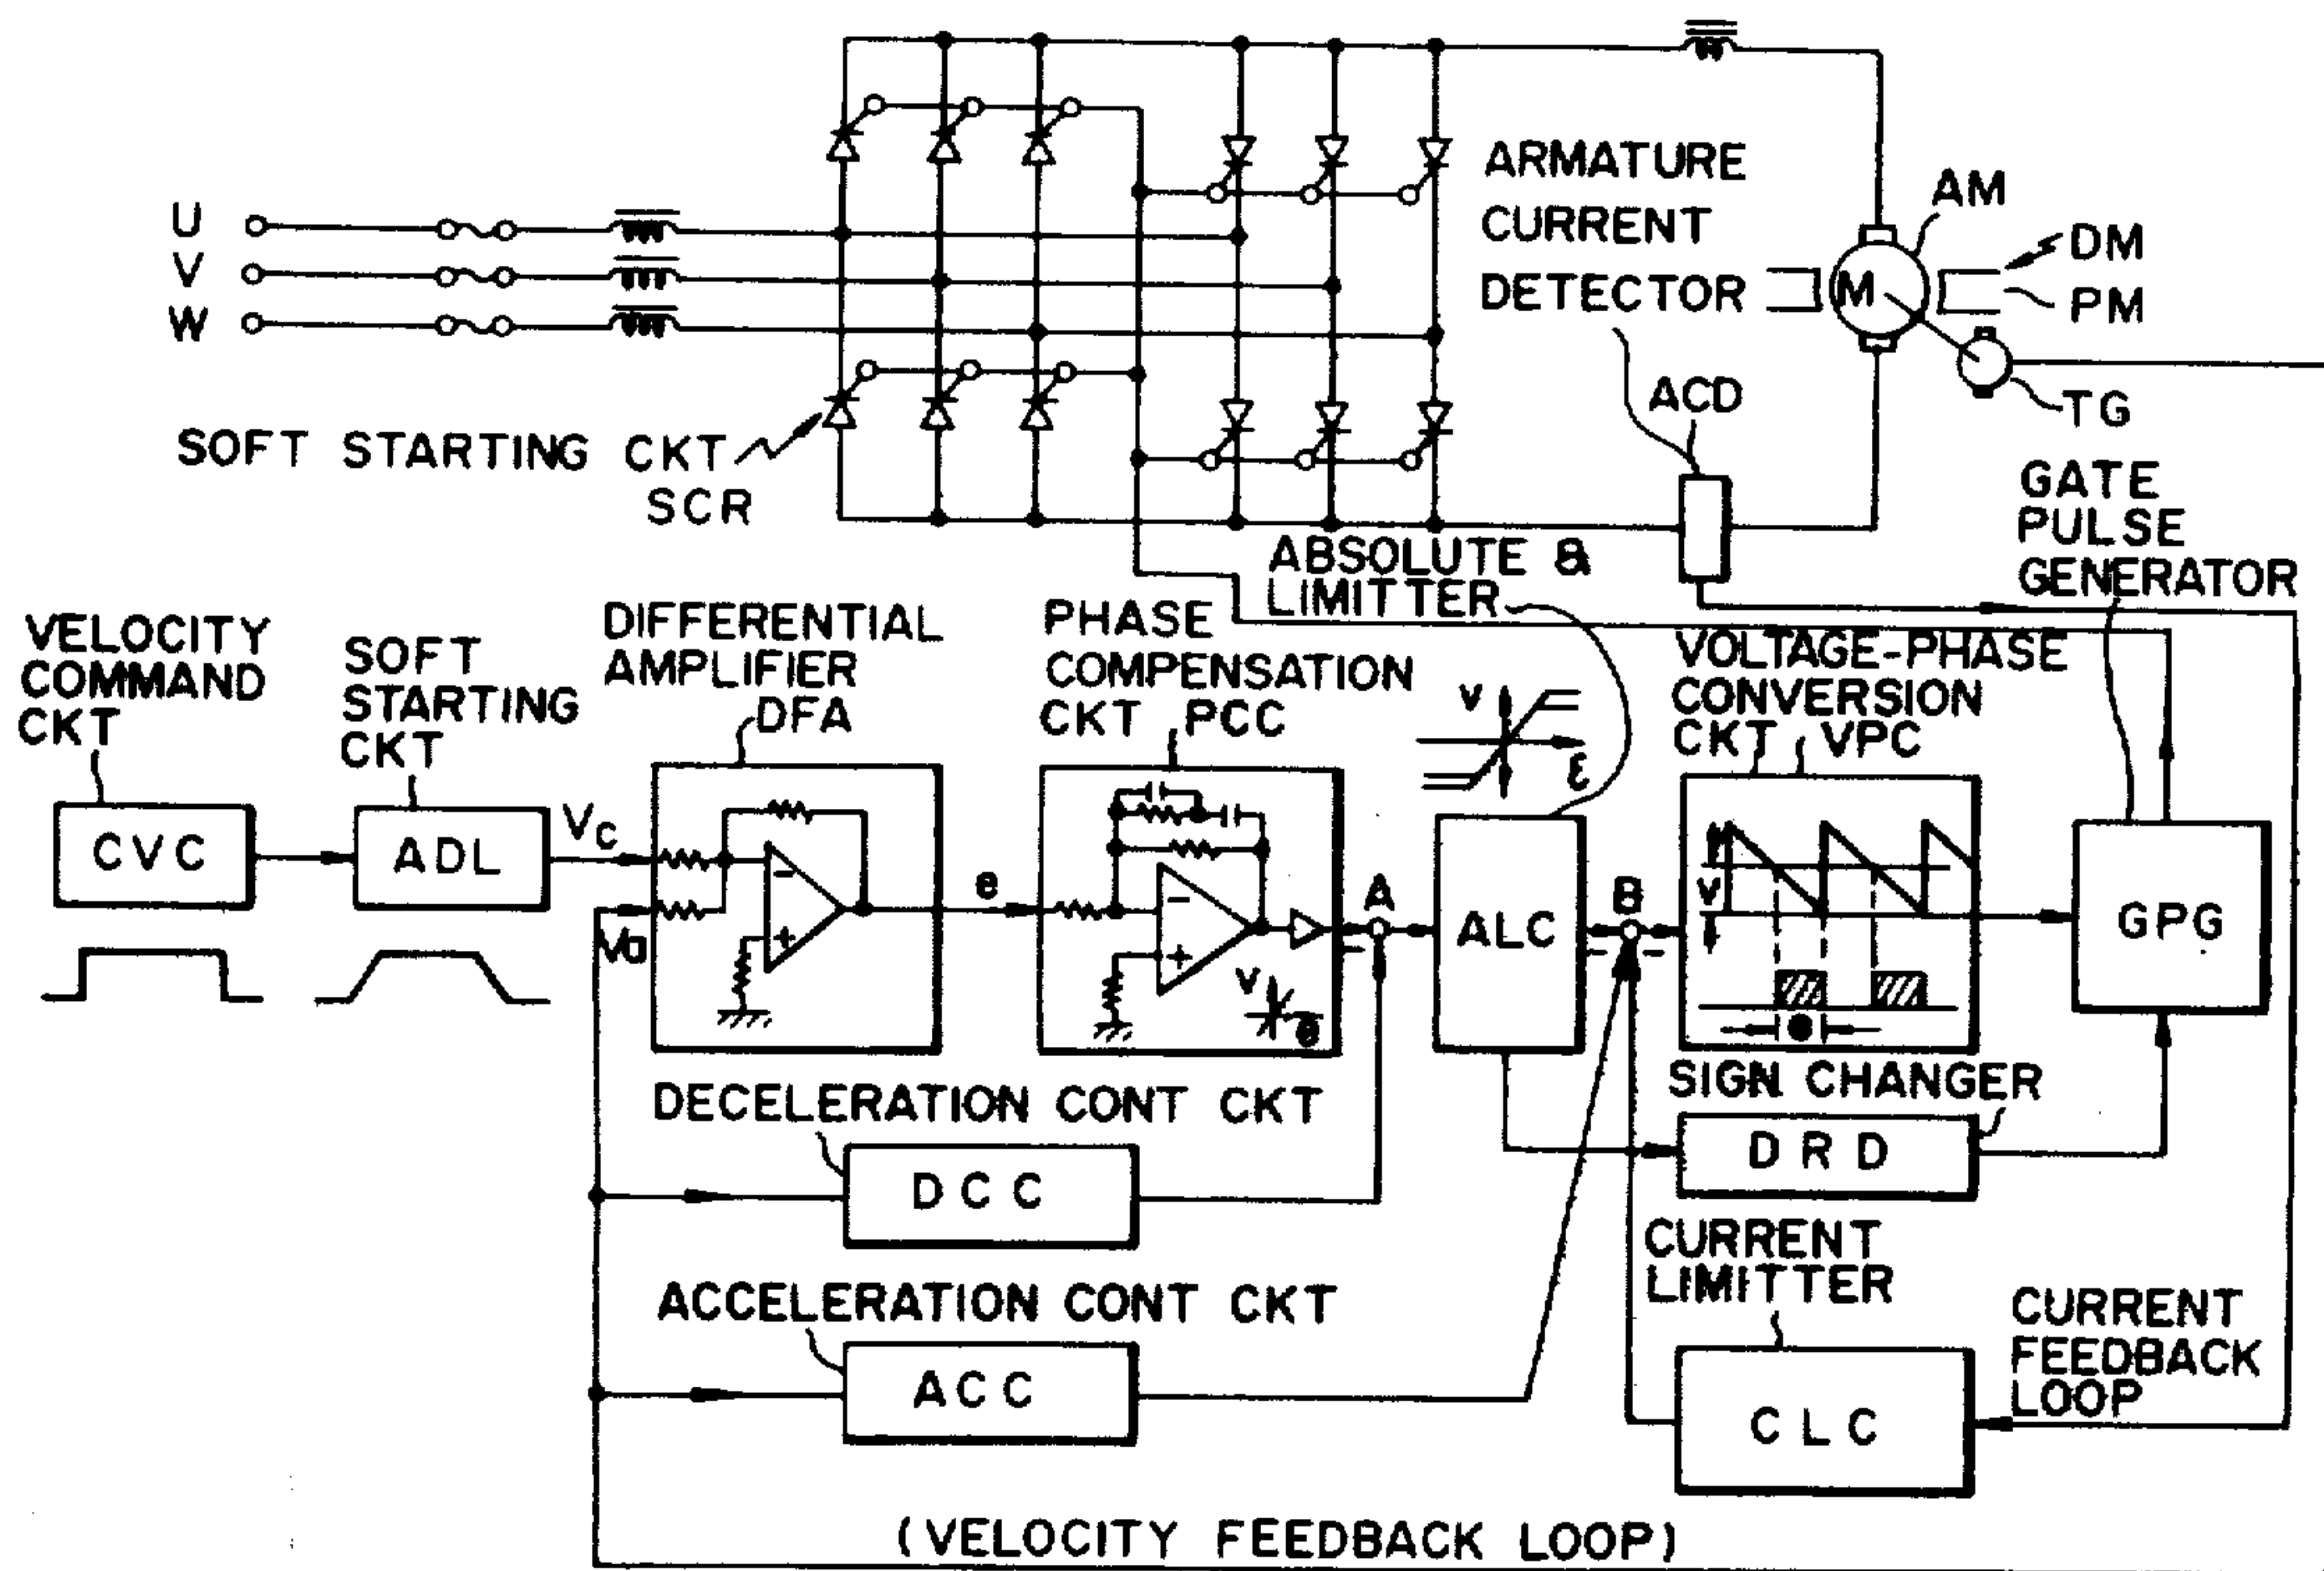 U
V
W
ARMATURE
CURRENT
DETECTOR
AM
DM
PM
M
TG
ACD
SOFT STARTING CKT
SCR
GATE
PULSE
GENERATOR
ABSOLUTE &
LIMITTER
VELOCITY
COMMAND
CKT
SOFT
STARTING
CKT
DIFFERENTIAL
AMPLIFIER
DFA
PHASE
COMPENSATION
CKT PCC
VOLTAGE-PHASE
CONVERSION
CKT VPC
V
ε
CVC
ADL
Vc
Va
-
+
e
-
+
V
e
A
-
ALC
B
-
-
V
GPG
SIGN CHANGER
DRD
DECELERATION CONT CKT
DCC
ACCELERATION CONT CKT
ACC
CURRENT
LIMITTER
CLC
CURRENT
FEEDBACK
LOOP
(VELOCITY FEEDBACK LOOP)